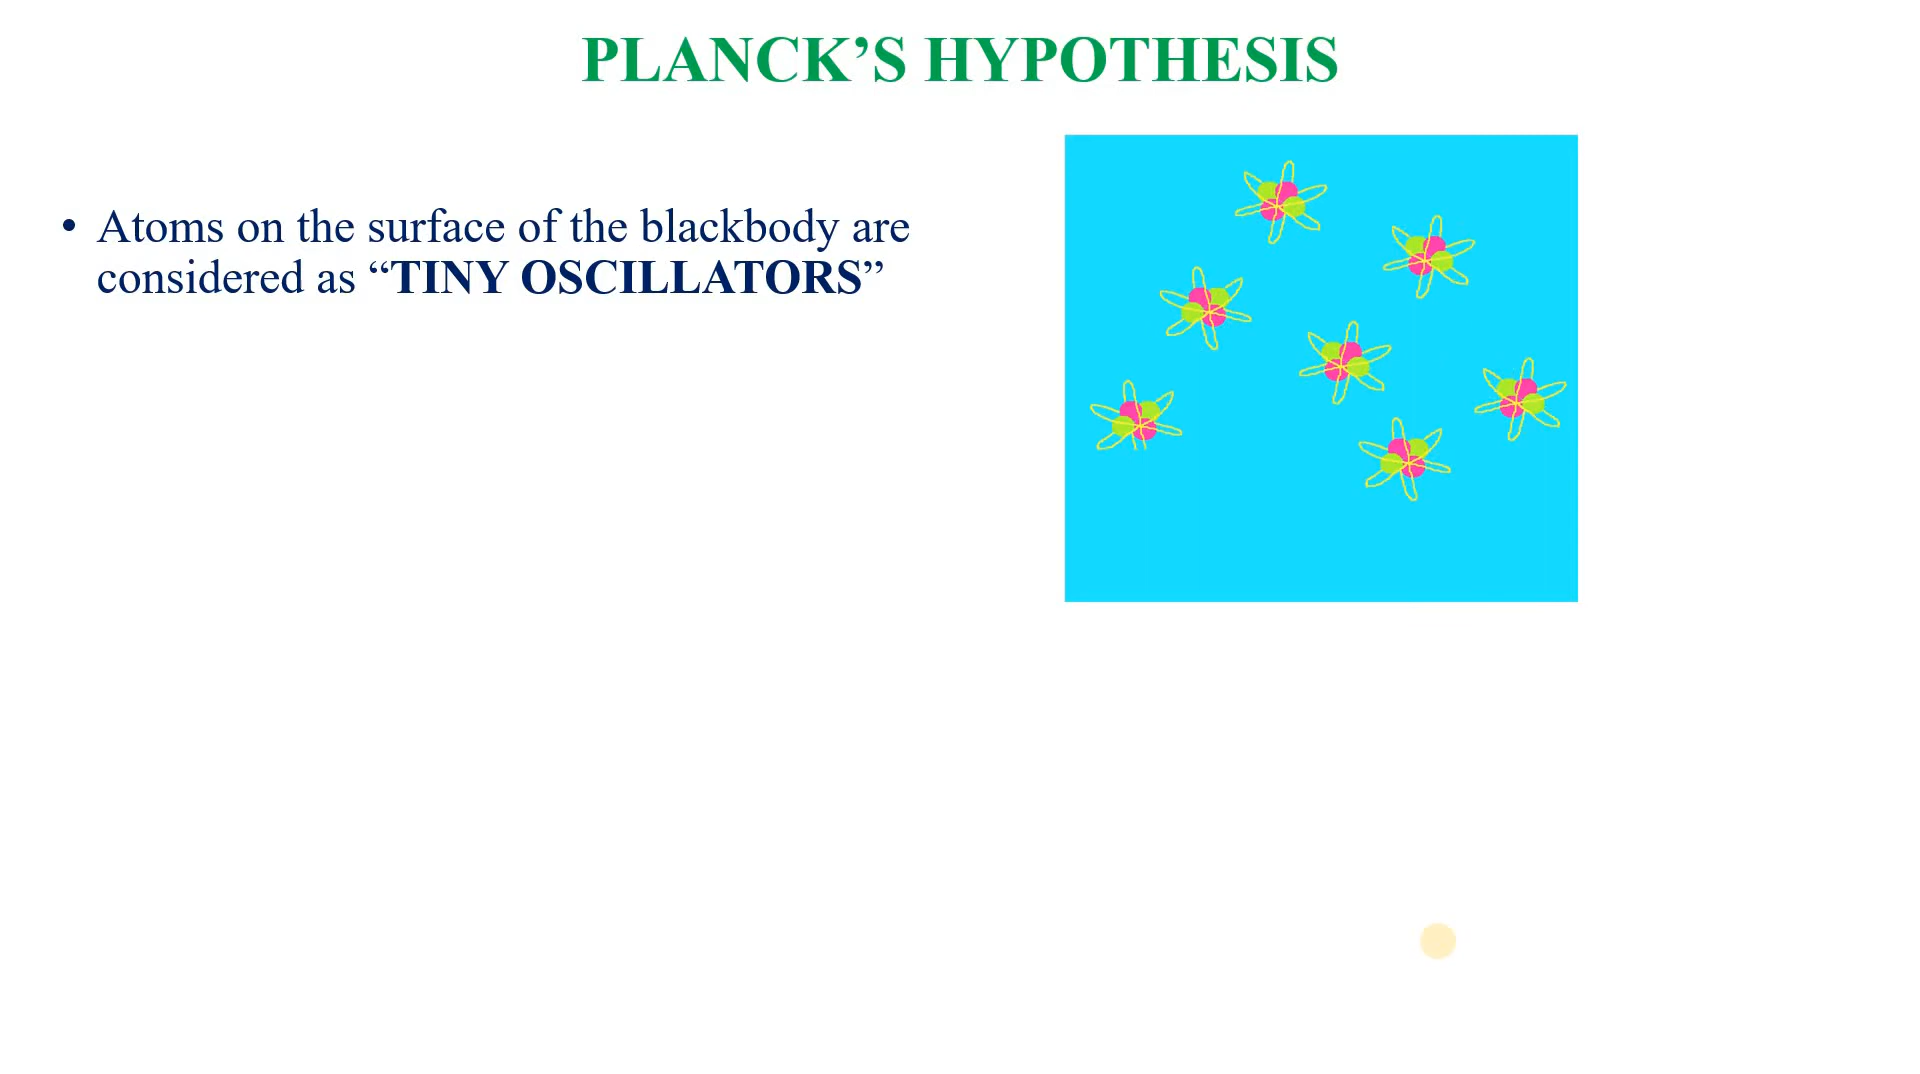 PLANCK’S HYPOTHESIS
• Atoms on the surface of the blackbody are
considered as “TINY OSCILLATORS”